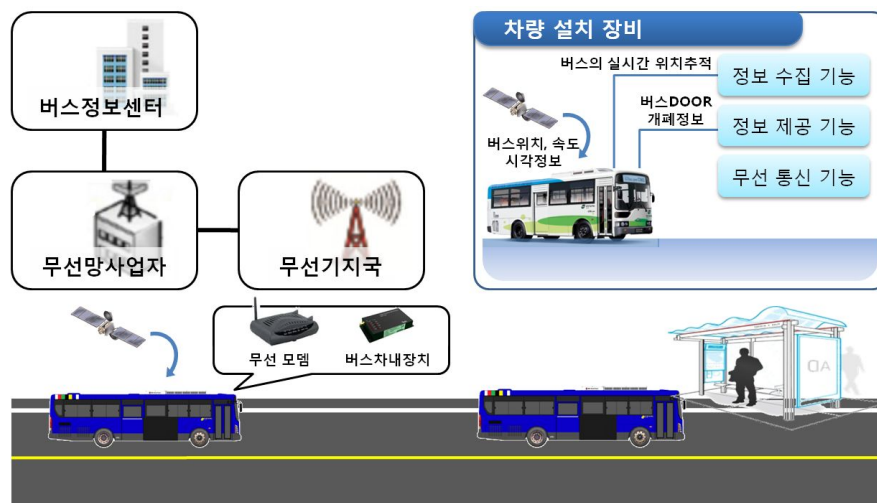 버스정보센터
무선망사업자
무선기지국
무선 모뎀
버스차내장치
차량 설치 장비
버스의 실시간 위치추적
버스DOOR
개폐정보
버스위치, 속도
시각정보
정보 수집 기능
정보 제공 기능
무선 통신 기능
AD